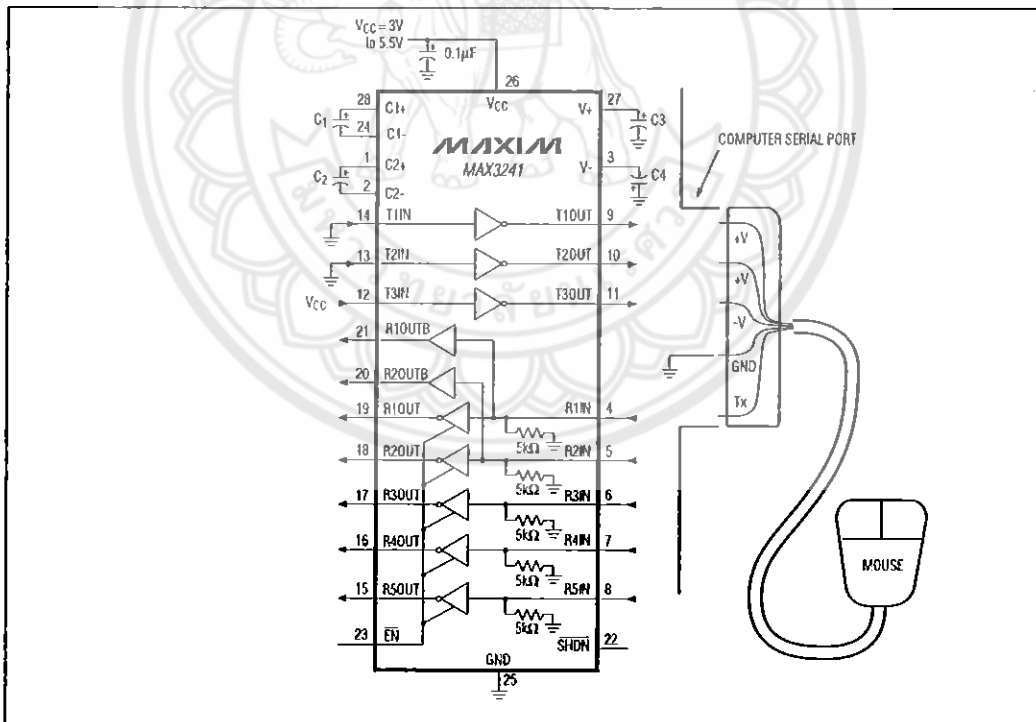 VCC = 3V
to 5.5V
0.1µF
26
VCC
28 C1+
C1
24 C1-
V+ 27
C3
MAXIM
MAX3241
1 C2+
C2
2 C2-
V- 3
C4
COMPUTER SERIAL PORT
14 T1IN T1OUT 9
13 T2IN T2OUT 10
VCC 12 T3IN T3OUT 11
21 R1OUTB
20 R2OUTB
19 R1OUT R1IN 4
5kΩ
18 R2OUT R2IN 5
5kΩ
17 R3OUT R3IN 6
5kΩ
16 R4OUT R4IN 7
5kΩ
15 R5OUT R5IN 8
5kΩ
23 EN
SHDN 22
GND
25
+V
+V
-V
GND
Tx
MOUSE